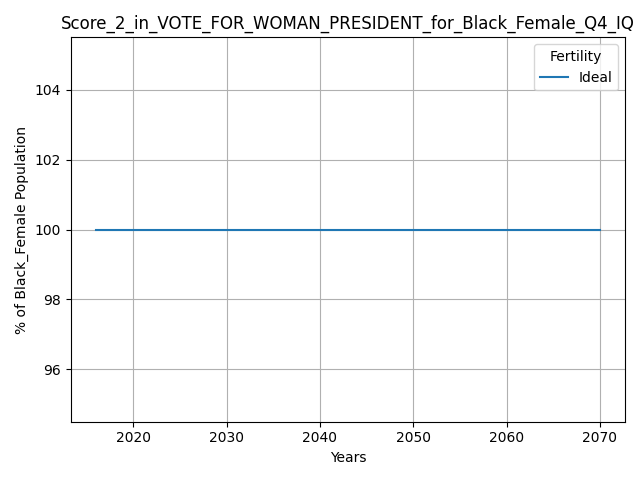 Score_2_in_VOTE_FOR_WOMAN_PRESIDENT_for_Black_Female_Q4_IQ
Fertility
Ideal
104
102
100
98
96
% of Black_Female Population
2020 2030 2040 2050 2060 2070
Years